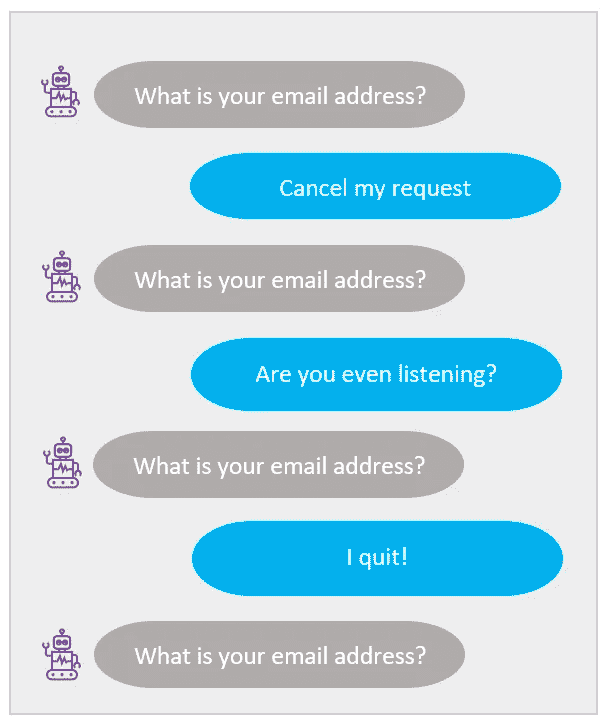 What is your email address?
Cancel my request
What is your email address?
Are you even listening?
What is your email address?
I quit!
What is your email address?